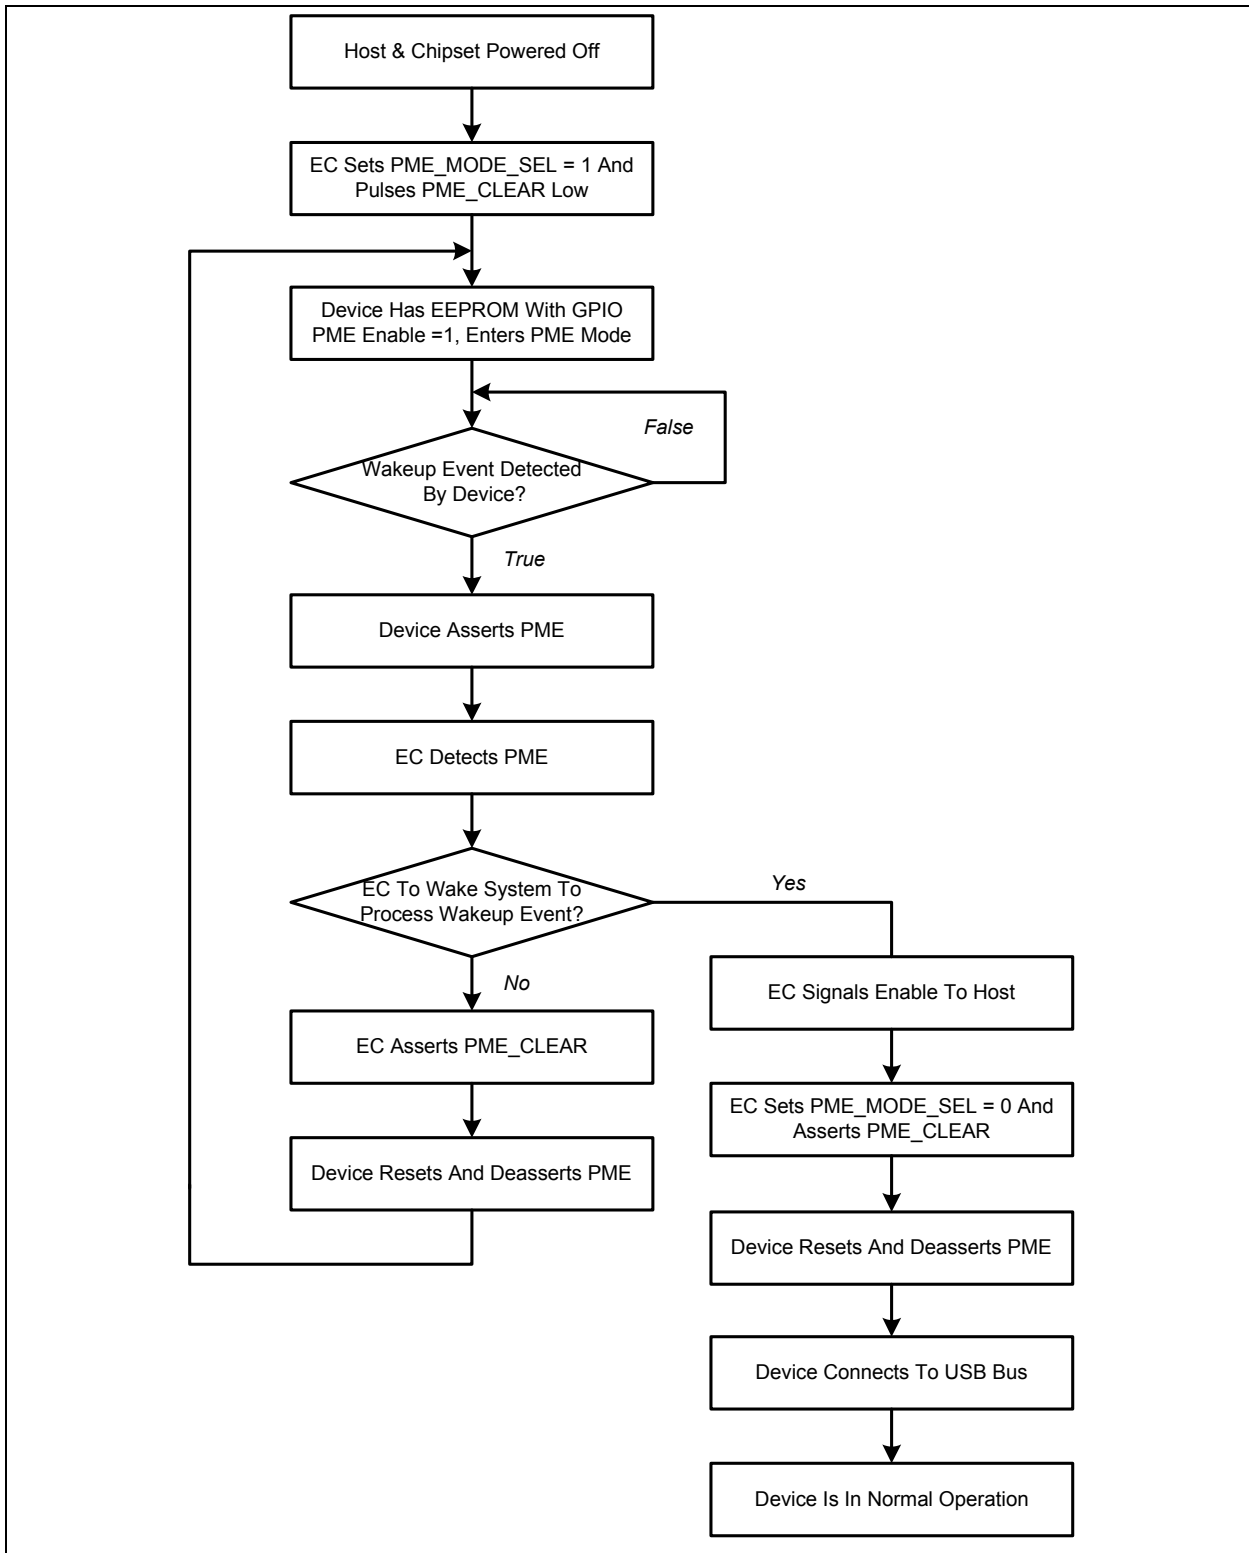 Host & Chipset Powered Off
EC Sets PME_MODE_SEL = 1 And
Pulses PME_CLEAR Low
Device Has EEPROM With GPIO
PME Enable =1, Enters PME Mode
False
Wakeup Event Detected
By Device?
True
Device Asserts PME
EC Detects PME
EC To Wake System To
Process Wakeup Event?
Yes
No
EC Asserts PME_CLEAR
Device Resets And Deasserts PME
EC Signals Enable To Host
EC Sets PME_MODE_SEL = 0 And
Asserts PME_CLEAR
Device Resets And Deasserts PME
Device Connects To USB Bus
Device Is In Normal Operation